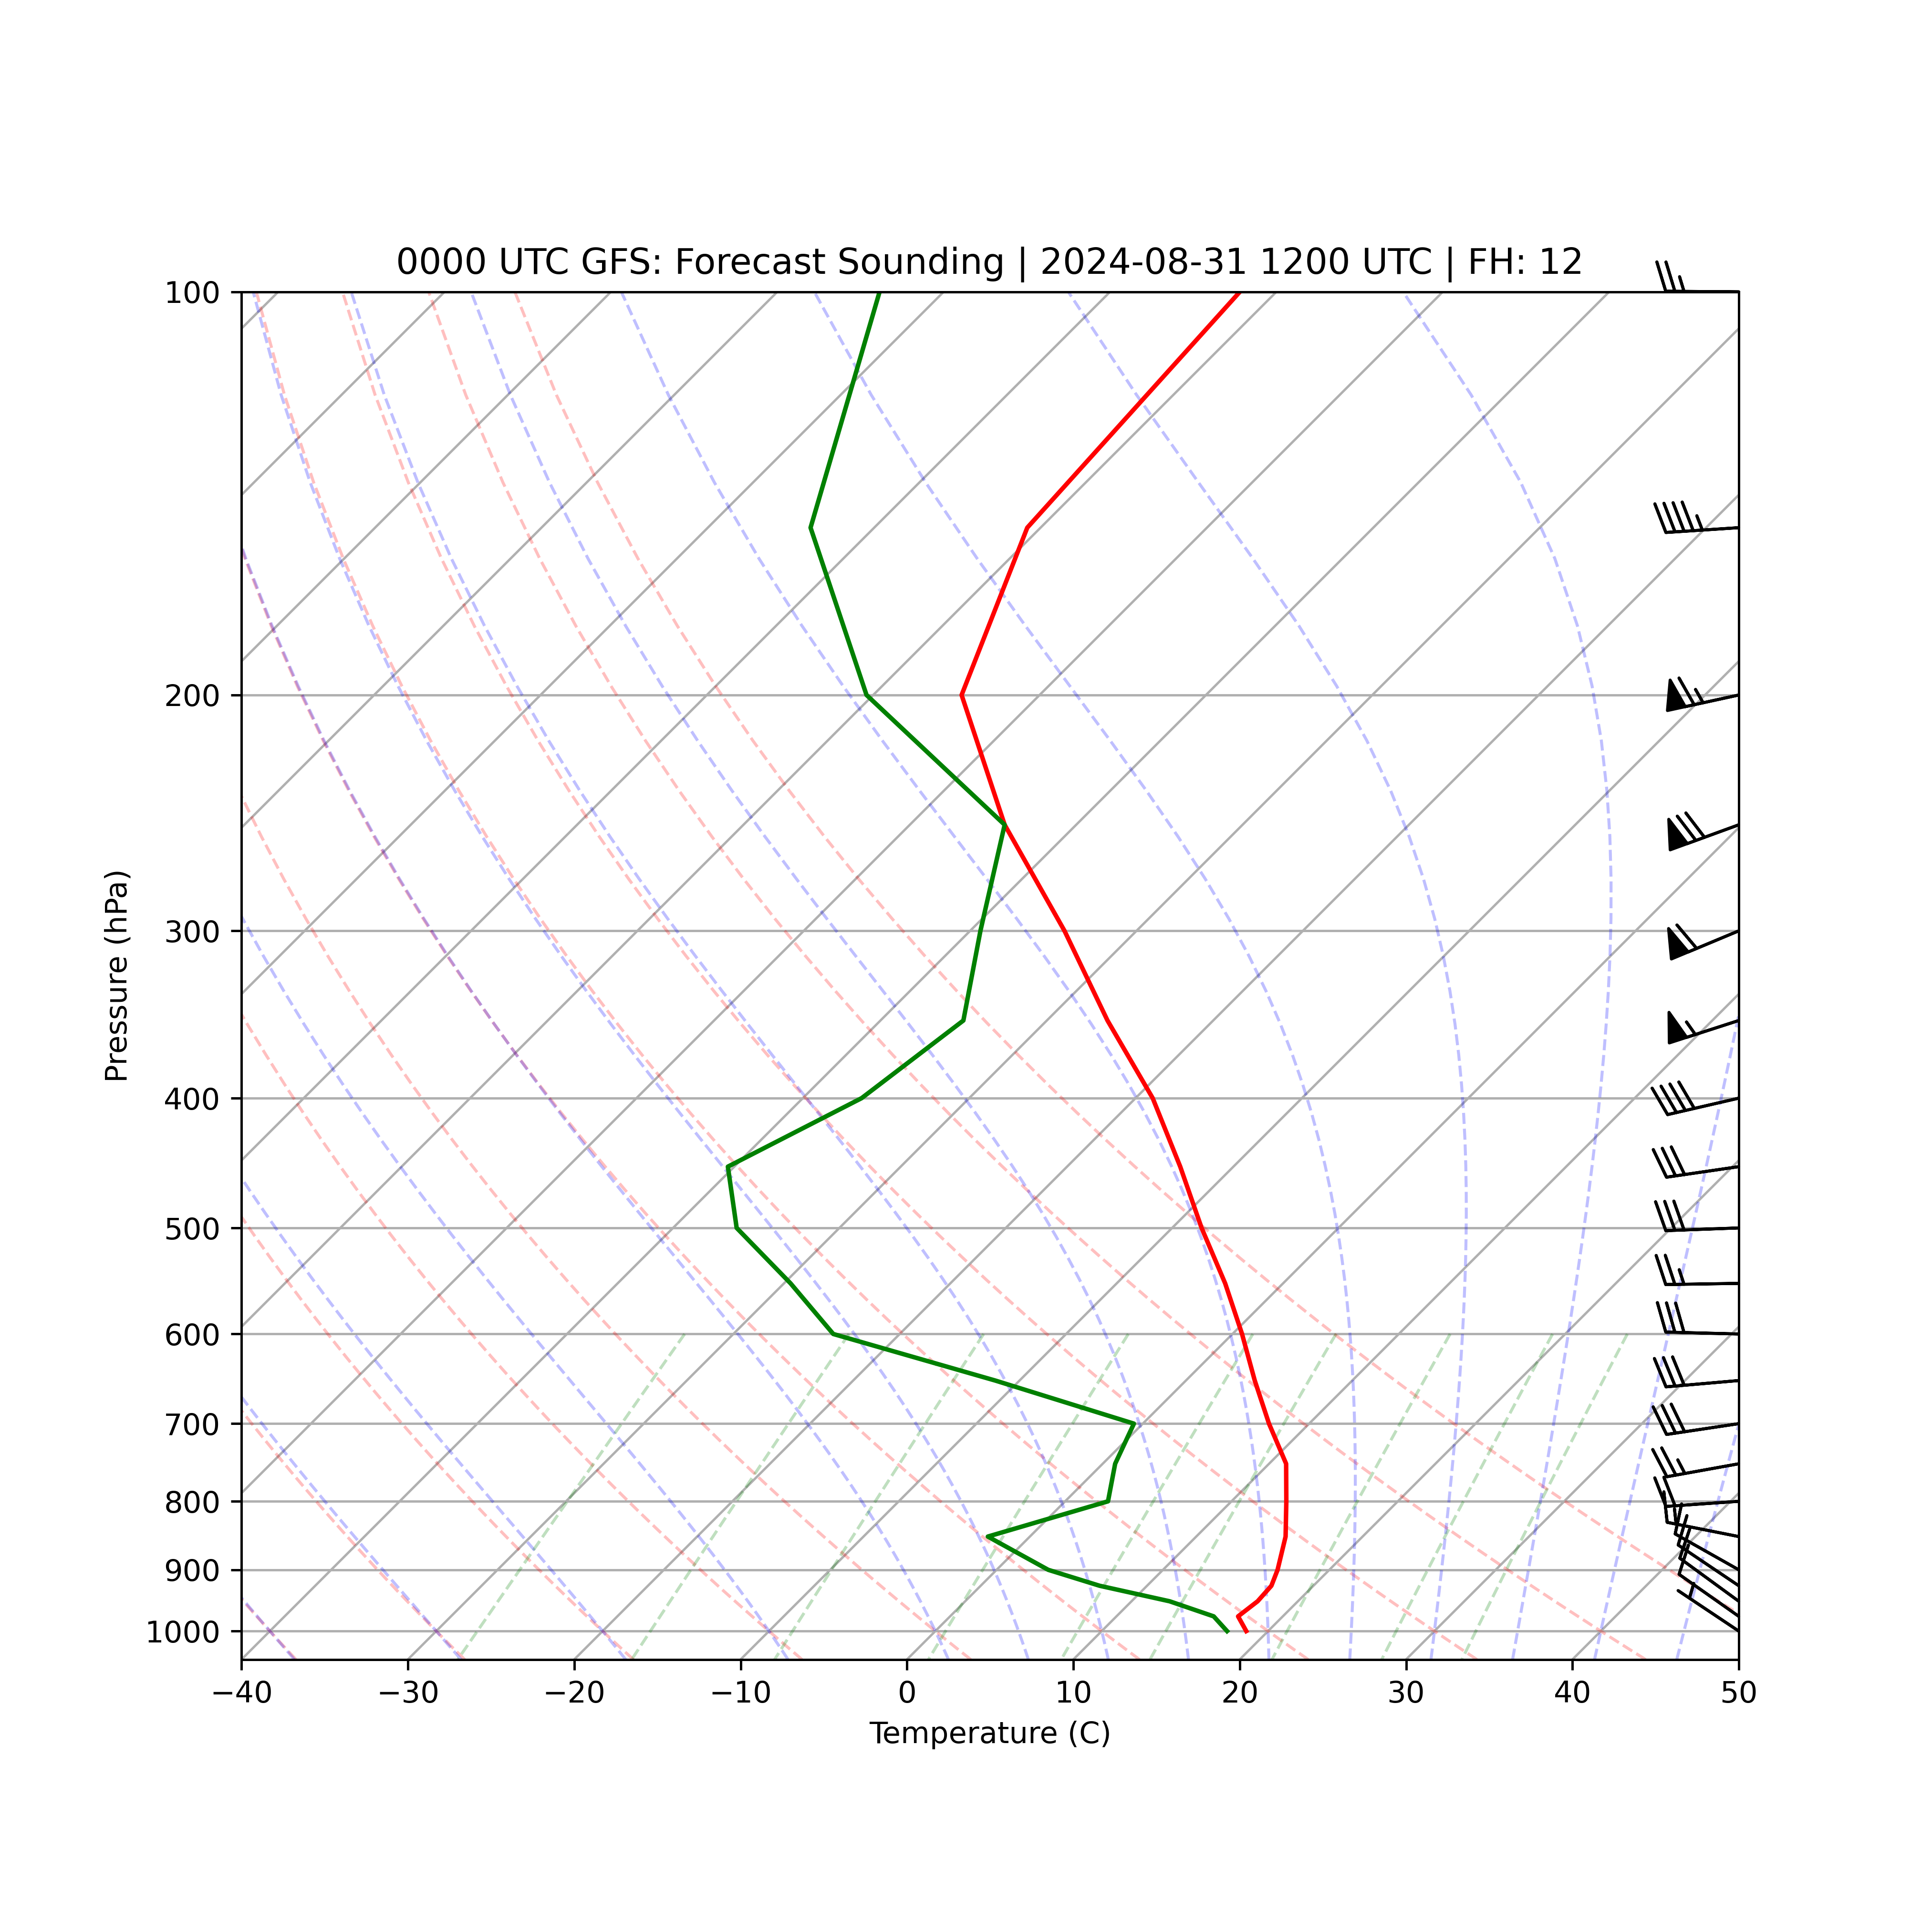 0000 UTC GFS: Forecast Sounding | 2024-08-31 1200 UTC | FH: 12
100
200
300
400
500
600
700
800
900
1000
Pressure (hPa)
−40 −30 −20 −10 0 10 20 30 40 50
Temperature (C)